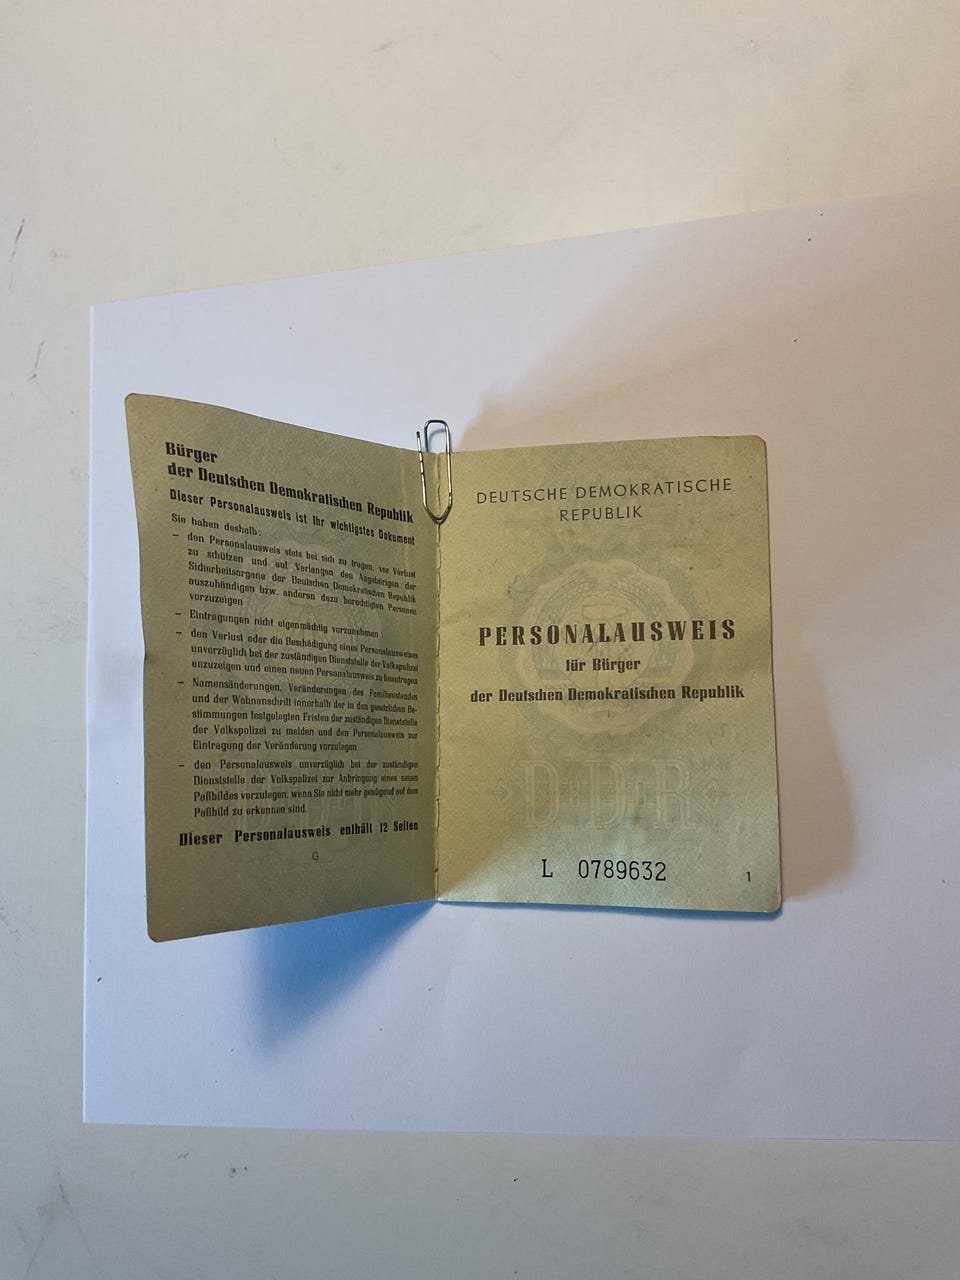 Bürger
der Deutschen Demokratischen Republik
Dieser Personalausweis ist Ihr wichtigstes Dokument
Sie haben deshalb:
– den Personalausweis stets bei sich zu tragen, vor Verlust
zu schützen und auf Verlangen den Angehörigen der
Sicherheitsorgane der Deutschen Demokratischen Republik
auszuhändigen bzw. anderen dazu berechtigten Personen
vorzuzeigen
– Eintragungen nicht eigenmächtig vorzunehmen
– den Verlust oder die Beschädigung eines Personalausweises
unverzüglich bei der zuständigen Dienststelle der Volkspolizei
anzuzeigen und einen neuen Personalausweis zu beantragen
– Namensänderungen, Veränderungen des Familienstandes
und der Wohnanschrift innerhalb der in den gesetzlichen Be-
stimmungen festgelegten Fristen der zuständigen Dienststelle
der Volkspolizei zu melden und den Personalausweis zur
Eintragung der Veränderung vorzulegen
– den Personalausweis unverzüglich bei der zuständigen
Dienststelle der Volkspolizei zur Anbringung eines neuen
Paßbildes vorzulegen, wenn Sie nicht mehr genügend auf dem
Paßbild zu erkennen sind.
Dieser Personalausweis enthält 12 Seiten
G
DEUTSCHE DEMOKRATISCHE
REPUBLIK
PERSONALAUSWEIS
für Bürger
der Deutschen Demokratischen Republik
DDR
L 0789632
1